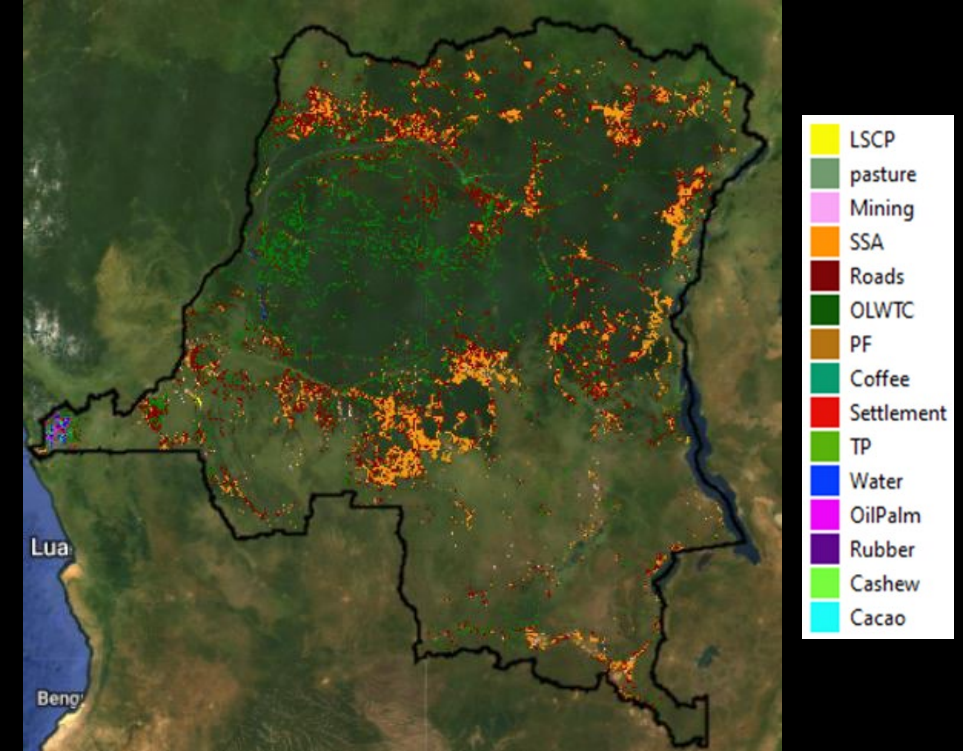 LSCP
pasture
Mining
SSA
Roads
OLWTC
PF
Coffee
Settlement
TP
Water
OilPalm
Rubber
Cashew
Cacao
Lua
Beng